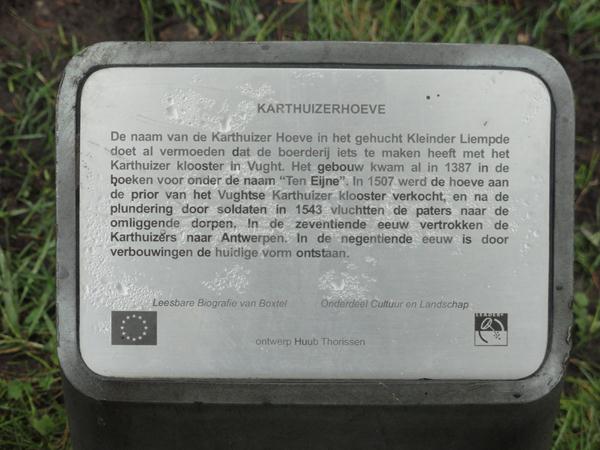 KARTHUIZERHOEVE
De naam van de Karthuizer Hoeve in het gehucht Kleinder Liempde
doet al vermoeden dat de boerderij iets te maken heeft met het
Karthuizer klooster in Vught. Het gebouw kwam al in 1387 in de
boeken voor onder de naam "Ten Eijne". In 1507 werd de hoeve aan
de prior van het Vughtse Karthuizer klooster verkocht, en na de
plundering door soldaten in 1543 vluchtten de paters naar de
omliggende dorpen. In de zeventiende eeuw vertrokken de
Karthuizers naar Antwerpen. In de negentiende eeuw is door
verbouwingen de huidige vorm ontstaan.
Leesbare Biografie van Boxtel Onderdeel Cultuur en Landschap
LEADER+
ontwerp Huub Thorissen